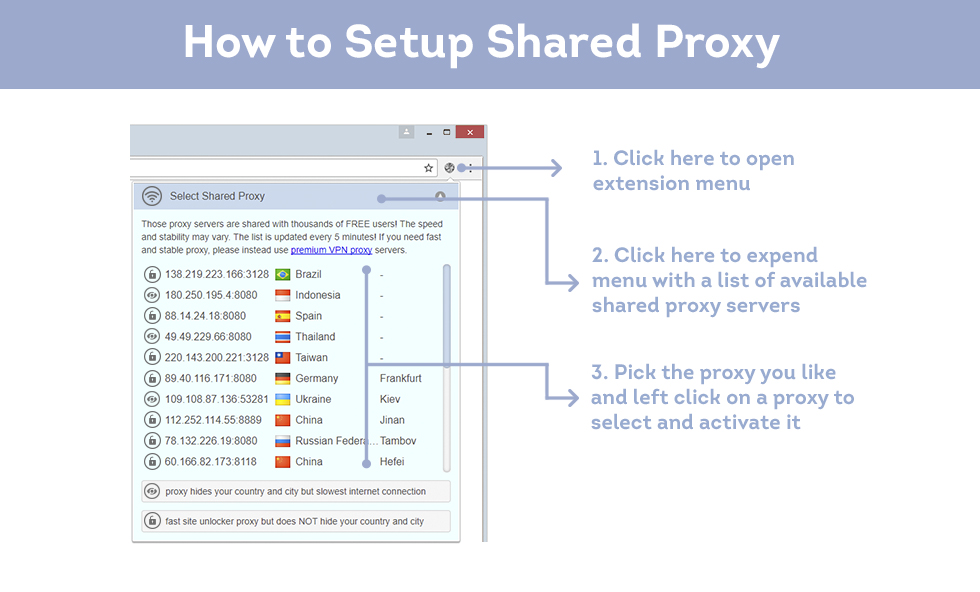 How to Setup Shared Proxy
1. Click here to open
extension menu
Select Shared Proxy
Those proxy servers are shared with thousands of FREE users! The speed
and stability may vary. The list is updated every 5 minutes! If you need fast
and stable proxy, please instead use premium VPN proxy servers.
2. Click here to expend
menu with a list of available
shared proxy servers
138.219.223.166:3128 Brazil -
180.250.195.4:8080 Indonesia -
88.14.24.18:8080 Spain -
49.49.229.66:8080 Thailand -
220.143.200.221:3128 Taiwan -
89.40.116.171:8080 Germany Frankfurt
109.108.87.136:53281 Ukraine Kiev
112.252.114.55:8889 China Jinan
78.132.226.19:8080 Russian Federa... Tambov
60.166.82.173:8118 China Hefei
3. Pick the proxy you like
and left click on a proxy to
select and activate it
proxy hides your country and city but slowest internet connection
fast site unlocker proxy but does NOT hide your country and city